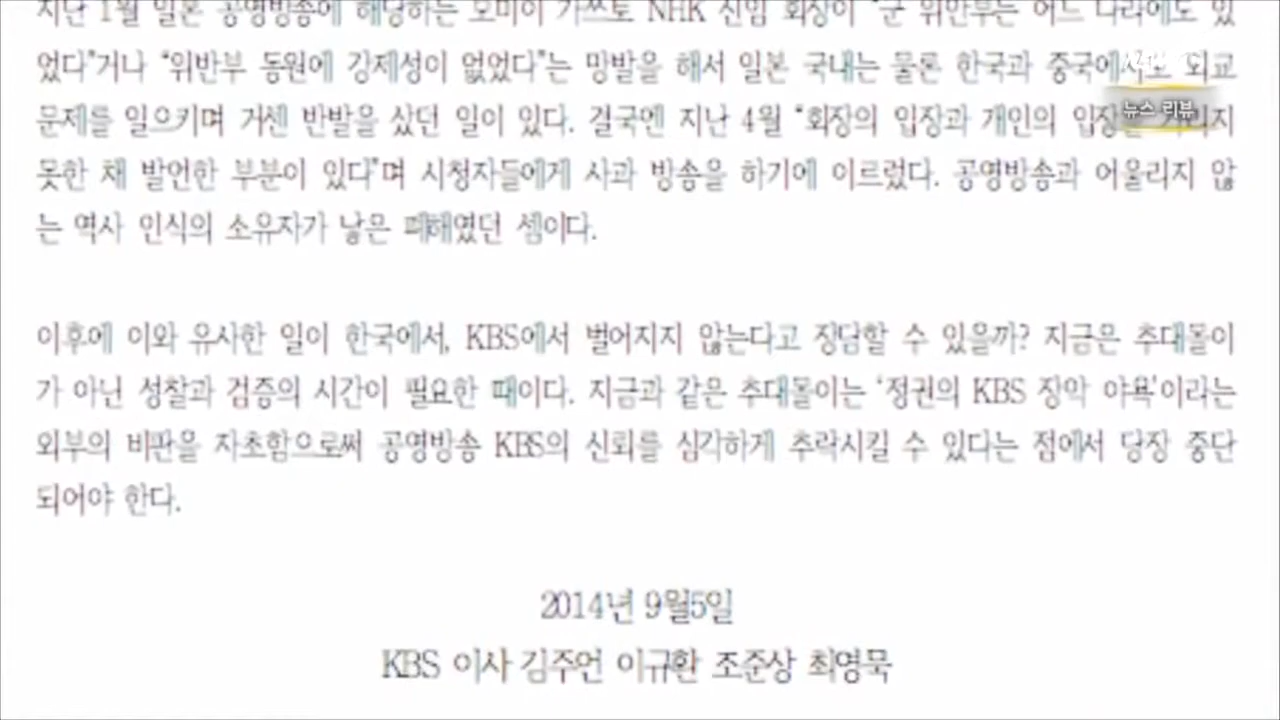 지난 1월 일본 공영방송에 해당하는 모미이 가쓰토 NHK 신임 회장이 “군 위안부는 어느 나라에도 있
었다”거나 “위반부 동원에 강제성이 없었다”는 망발을 해서 일본 국내는 물론 한국과 중국에서도 외교
문제를 일으키며 거센 반발을 샀던 일이 있다. 결국엔 지난 4월 “회장의 입장과 개인의 입장을
뉴스 리뷰
못한 채 발언한 부분이 있다”며 시청자들에게 사과 방송을 하기에 이르렀다. 공영방송과 어울리지 않
는 역사 인식의 소유자가 낳은 폐해였던 셈이다.
이후에 이와 유사한 일이 한국에서, KBS에서 벌어지지 않는다고 장담할 수 있을까? 지금은 추대몰이
가 아닌 성찰과 검증의 시간이 필요한 때이다. 지금과 같은 추대몰이는 ‘정권의 KBS 장악 야욕’이라는
외부의 비판을 자초함으로써 공영방송 KBS의 신뢰를 심각하게 추락시킬 수 있다는 점에서 당장 중단
되어야 한다.
2014년 9월5일
KBS 이사 김주언 이규환 조준상 최영묵